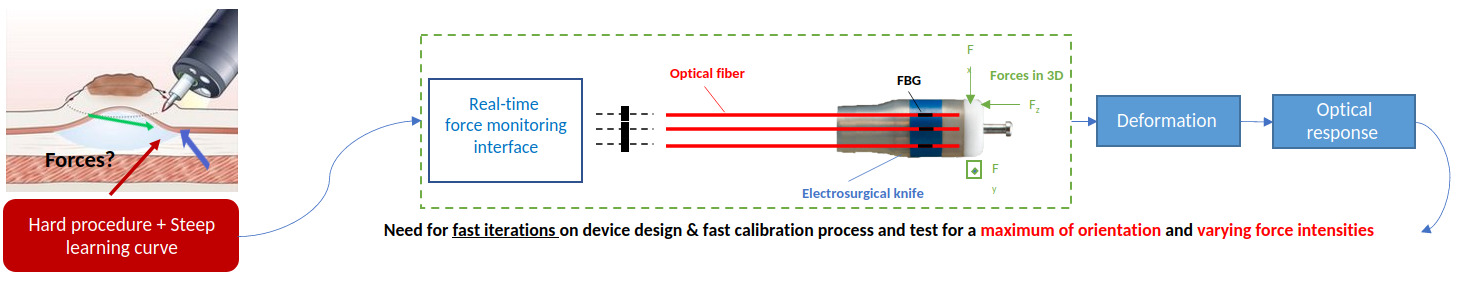 Forces?
Hard procedure + Steep
learning curve
Real-time
force monitoring
interface
Optical fiber
FBG
F
x
Forces in 3D
Fz
F
y
Electrosurgical knife
Deformation
Optical
response
Need for fast iterations on device design & fast calibration process and test for a maximum of orientation and varying force intensities